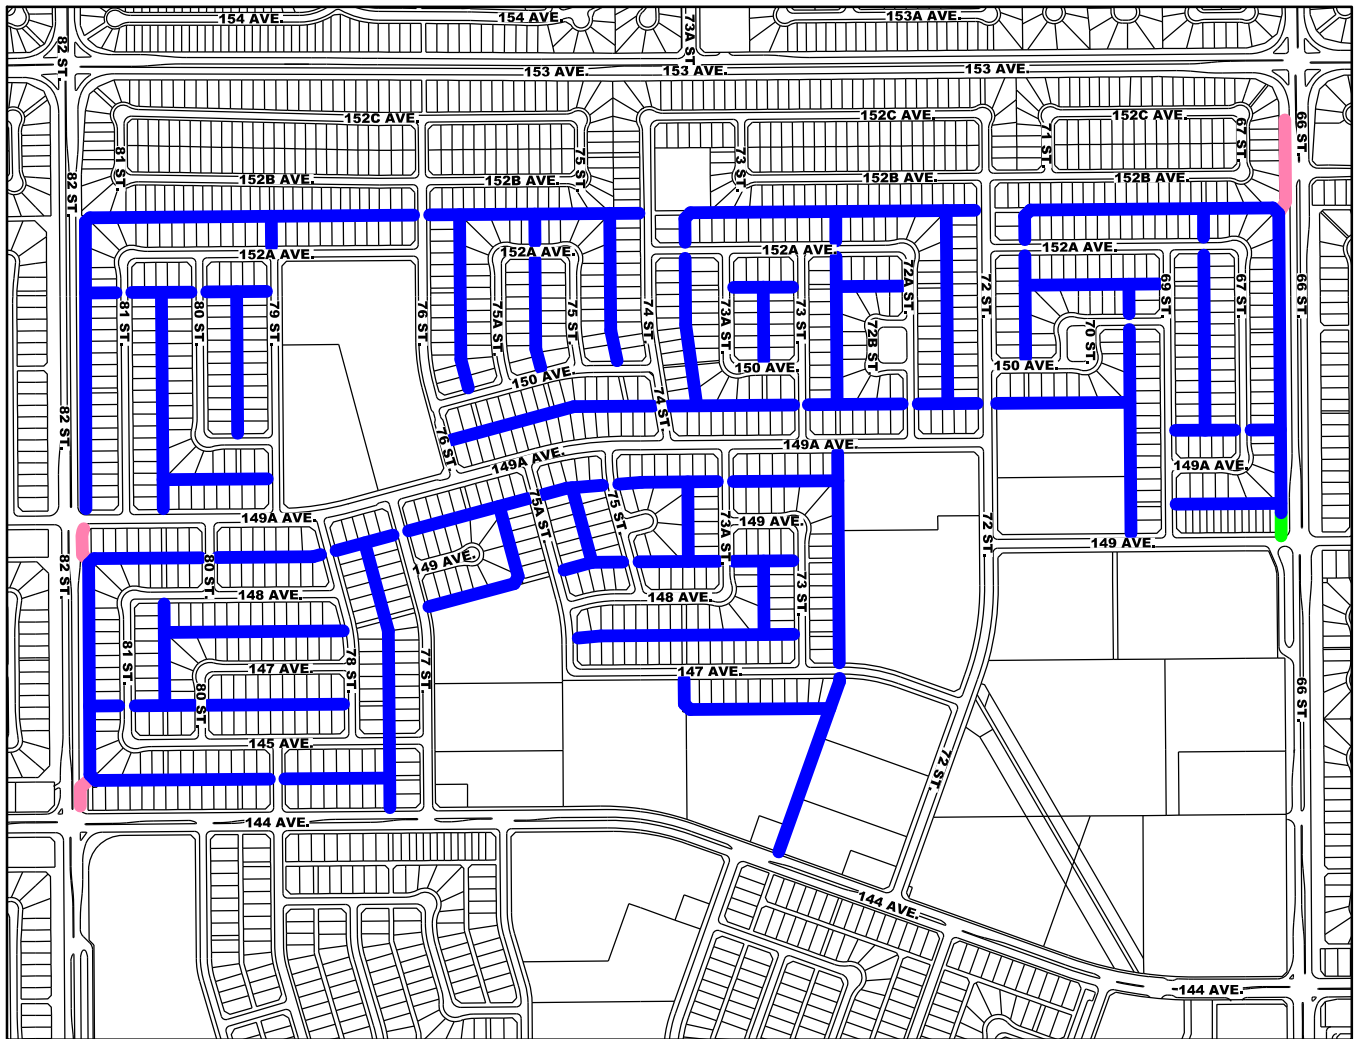 154 AVE.
154 AVE.
153A AVE.
73A ST
82 ST.
153 AVE.
153 AVE.
153 AVE.
152C AVE.
152C AVE.
152C AVE.
66 ST.
81 ST.
75 ST.
73 ST.
71 ST.
67 ST.
82 ST.
152B AVE.
152B AVE.
152B AVE.
152B AVE.
152A AVE.
152A AVE.
152A AVE.
152A AVE.
81 ST.
80 ST.
79 ST.
76 ST.
75A ST.
75 ST.
74 ST.
73A ST.
73 ST.
72A ST.
72B ST
72 ST.
70 ST.
69 ST.
67 ST.
66 ST.
150 AVE.
150 AVE.
150 AVE.
82 ST.
76 ST.
74 ST.
149A AVE.
149A AVE.
149A AVE.
149A AVE.
75A ST
75 ST
73A ST.
149 AVE.
72 ST.
149 AVE.
149 AVE.
82 ST.
80 ST.
148 AVE.
148 AVE.
73 ST.
81 ST.
78 ST.
77 ST.
147 AVE.
147 AVE.
80 ST.
66 ST.
145 AVE.
72 ST.
144 AVE.
144 AVE.
144 AVE.